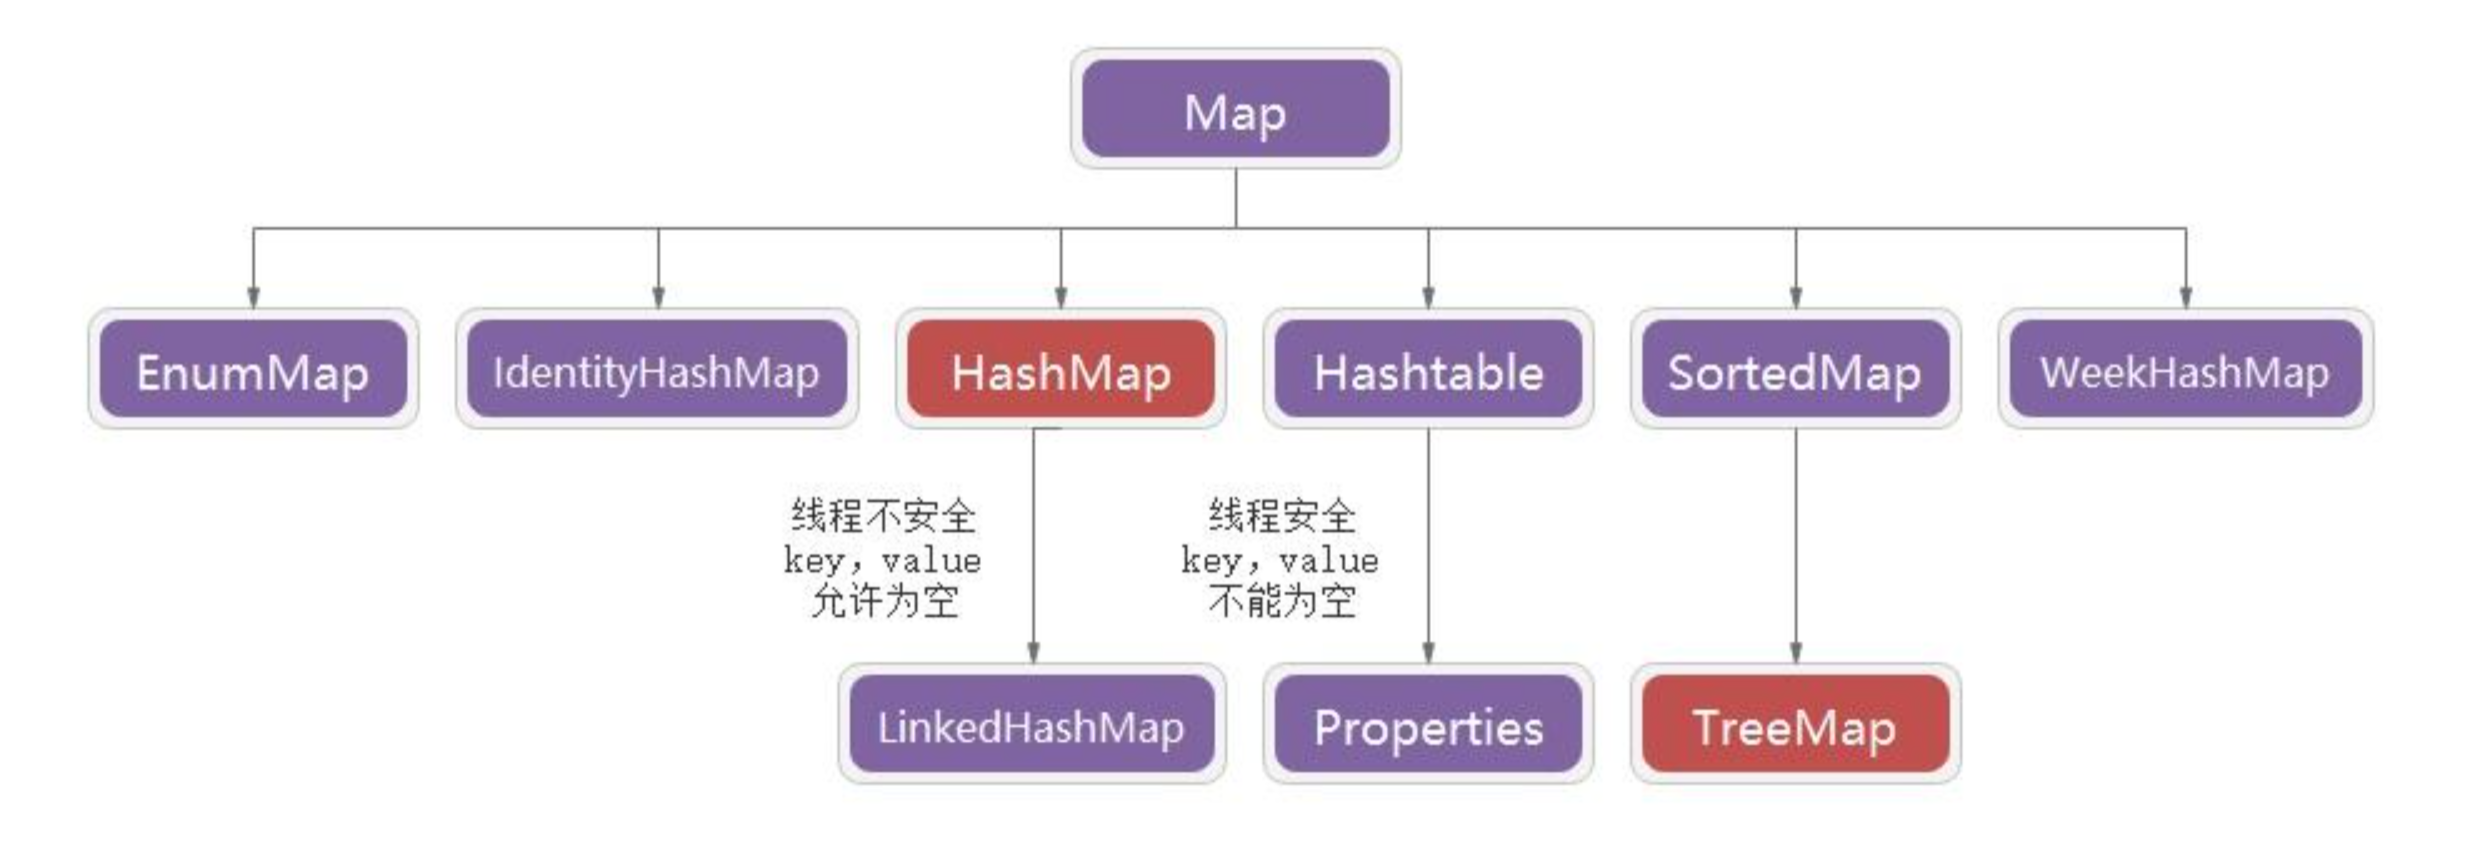 Map
EnumMap
IdentityHashMap
HashMap
Hashtable
SortedMap
WeekHashMap
线程不安全
key，value
允许为空
线程安全
key，value
不能为空
LinkedHashMap
Properties
TreeMap